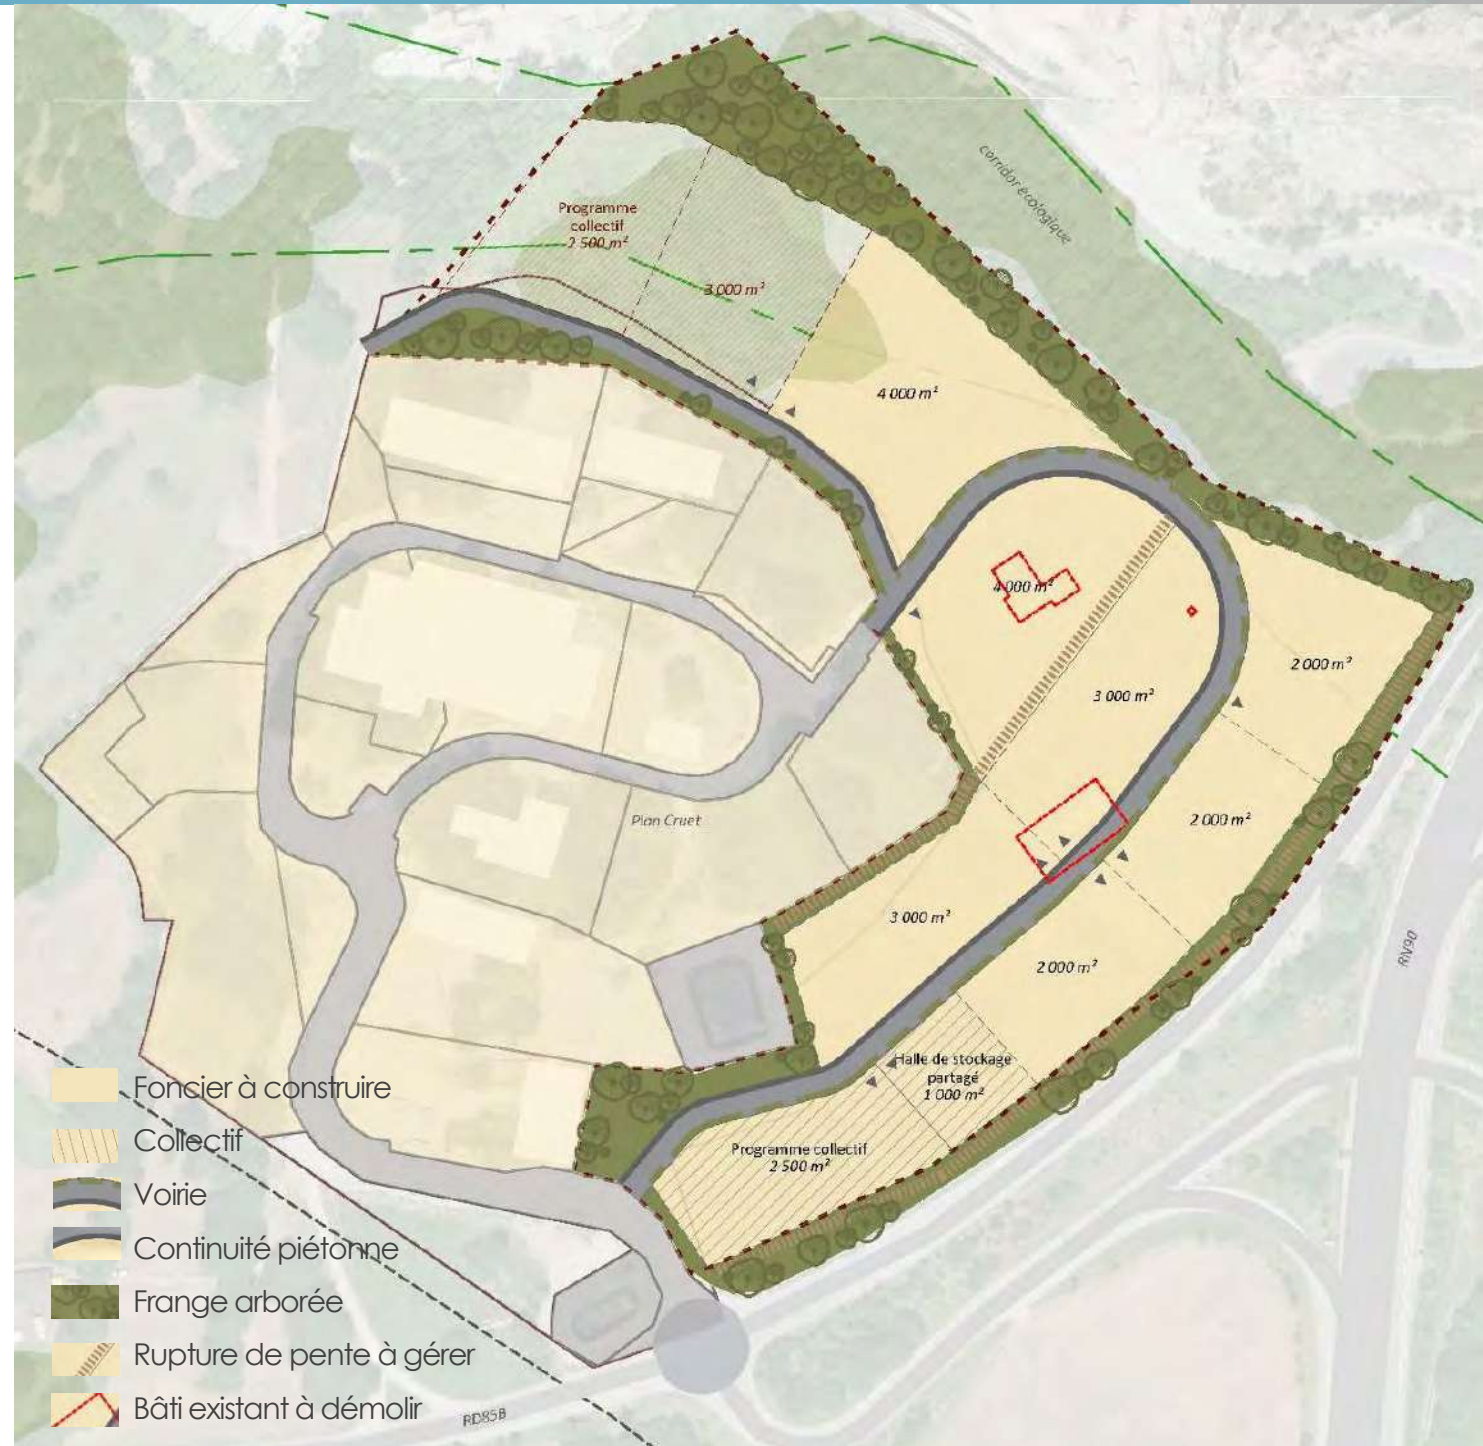 corridor écologique
Programme
collectif
2 500 m²
3 000 m²
4 000 m²
4 000 m²
2 000 m²
3 000 m²
2 000 m²
Plan Cruet
3 000 m²
2 000 m²
RN90
Halle de stockage
partagé
1 000 m²
Programme collectif
2 500 m²
Foncier à construire
Collectif
Voirie
Continuité piétonne
Frange arborée
Rupture de pente à gérer
Bâti existant à démolir
RD85B